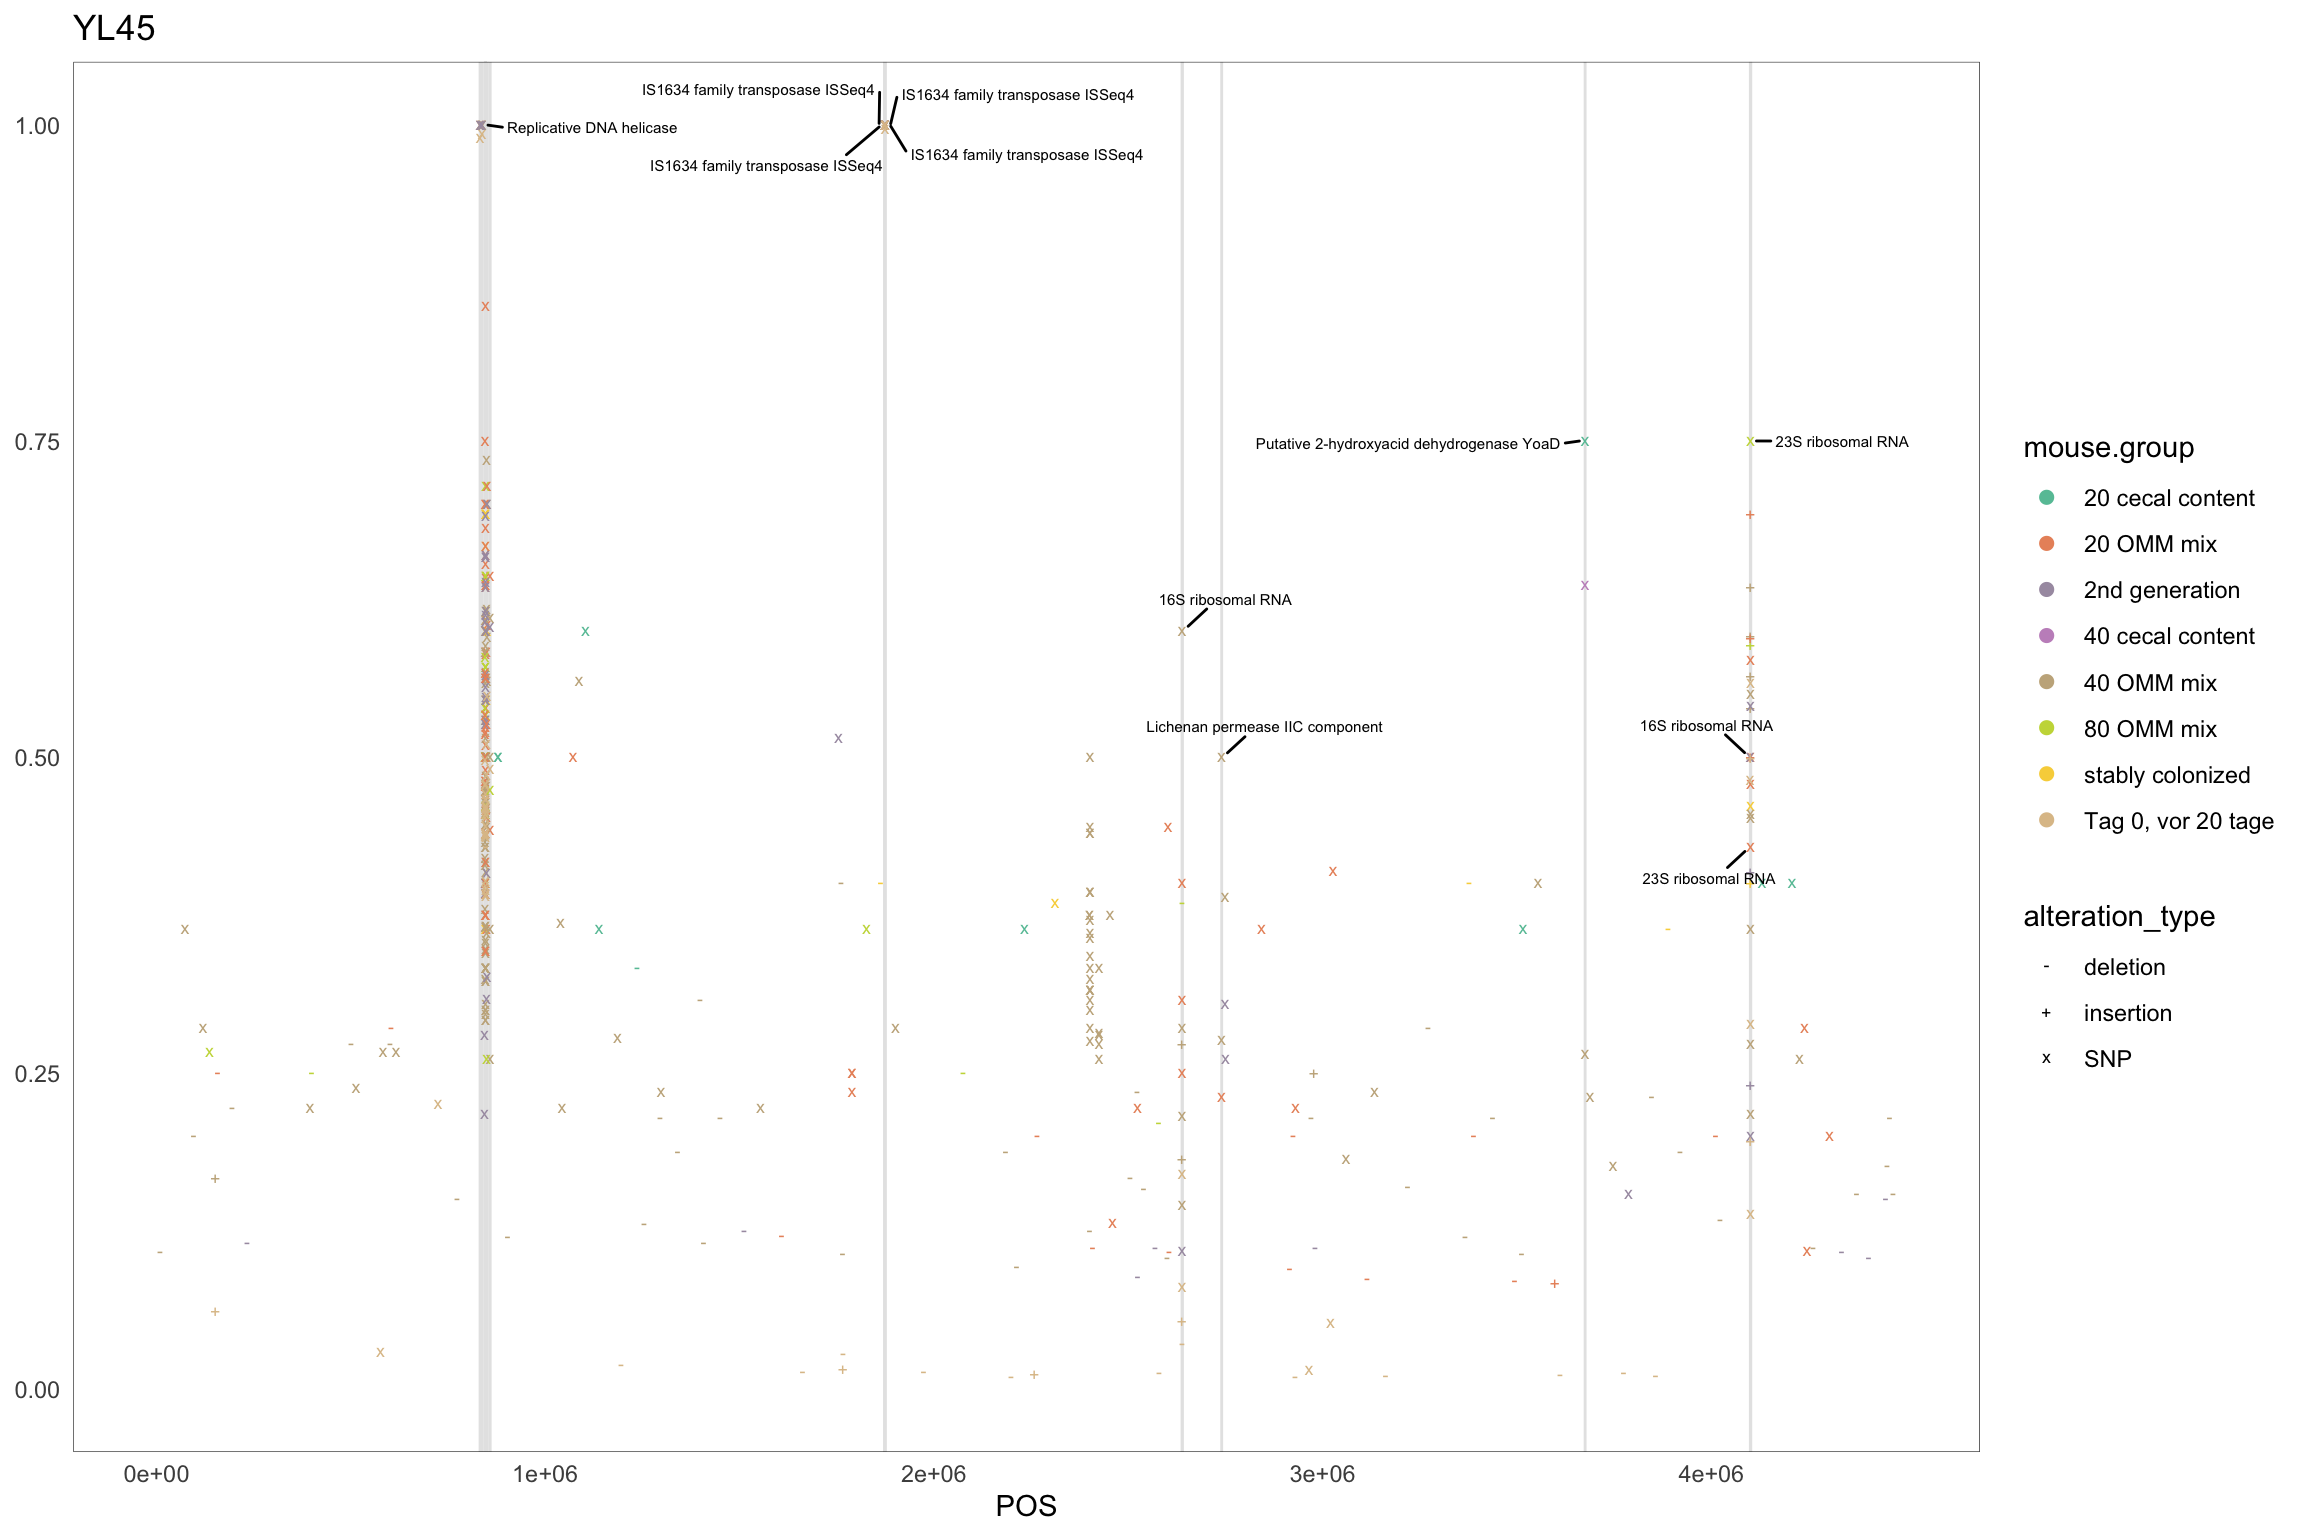 YL45
IS1634 family transposase ISSeq4
IS1634 family transposase ISSeq4
1.00
Replicative DNA helicase
IS1634 family transposase ISSeq4
IS1634 family transposase ISSeq4
0.75
Putative 2-hydroxyacid dehydrogenase YoaD
23S ribosomal RNA
16S ribosomal RNA
16S ribosomal RNA
Lichenan permease IIC component
0.50
23S ribosomal RNA
0.25
0.00
0e+00
1e+06
2e+06
3e+06
4e+06
POS
mouse.group
20 cecal content
20 OMM mix
2nd generation
40 cecal content
40 OMM mix
80 OMM mix
stably colonized
Tag 0, vor 20 tage
alteration_type
- deletion
+ insertion
x SNP